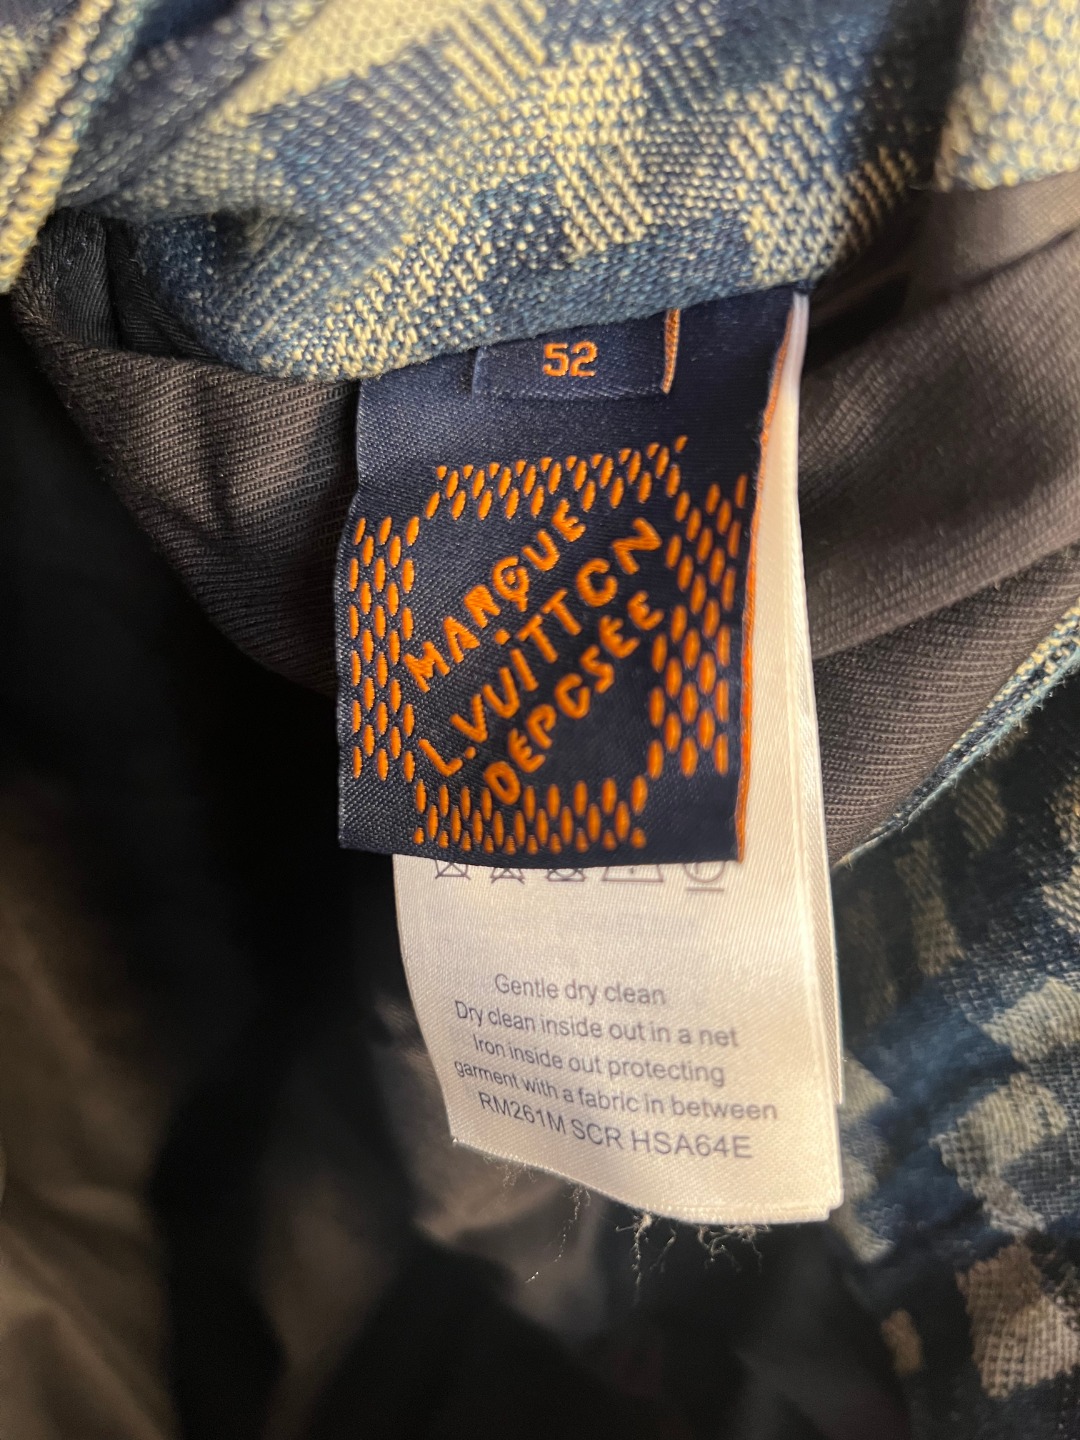 52
MARQUE
L.VUITTON
DÉPOSÉE
Gentle dry clean
Dry clean inside out in a net
Iron inside out protecting
garment with a fabric in between
RM261M SCR HSA64E